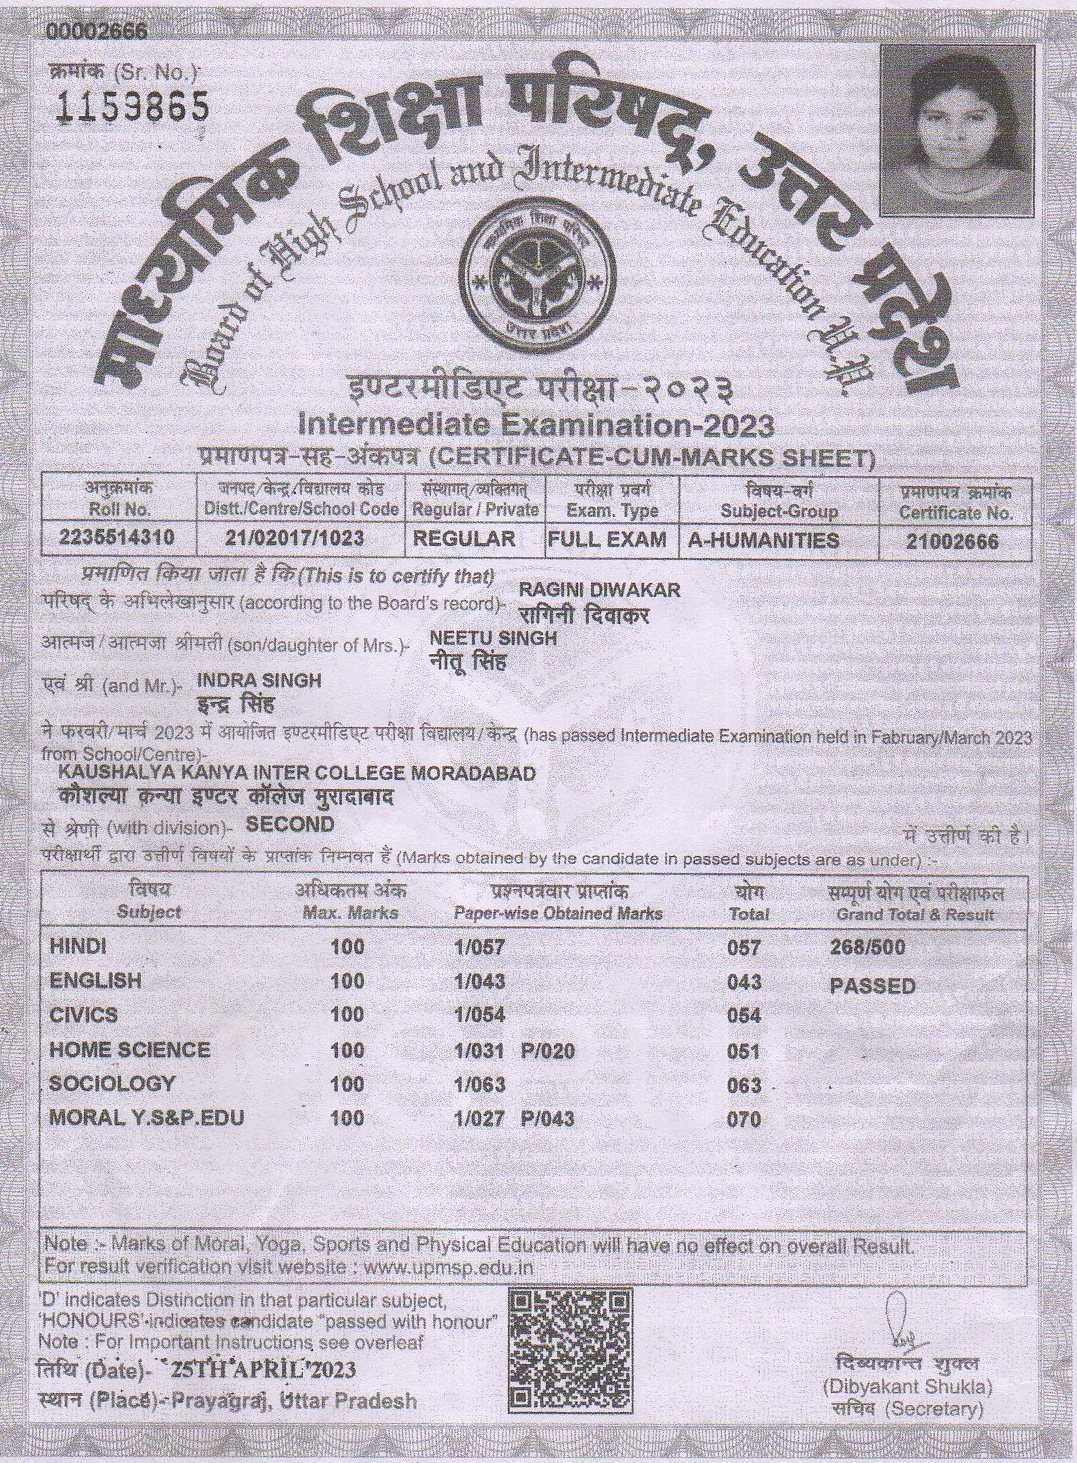 00002666
क्रमांक (Sr. No.)
1159865
माध्यमिक शिक्षा परिषद्, उत्तर प्रदेश
Board of High School and Intermediate Education U.P.
माध्यमिक शिक्षा परिषद
उत्तर प्रदेश
इण्टरमीडिएट परीक्षा-२०२३
Intermediate Examination-2023
प्रमाणपत्र-सह-अंकपत्र (CERTIFICATE-CUM-MARKS SHEET)
अनुक्रमांक जनपद/केन्द्र/विद्यालय कोड संस्थागत/व्यक्तिगत् परीक्षा प्रवर्ग विषय-वर्ग प्रमाणपत्र क्रमांक
Roll No. Distt./Centre/School Code Regular / Private Exam. Type Subject-Group Certificate No.
2235514310 21/02017/1023 REGULAR FULL EXAM A-HUMANITIES 21002666
प्रमाणित किया जाता है कि (This is to certify that)
परिषद् के अभिलेखानुसार (according to the Board's record)- RAGINI DIWAKAR
रागिनी दिवाकर
आत्मज/आत्मजा श्रीमती (son/daughter of Mrs.)- NEETU SINGH
नीतू सिंह
एवं श्री (and Mr.)- INDRA SINGH
इन्द्र सिंह
ने फरवरी/मार्च 2023 में आयोजित इण्टरमीडिएट परीक्षा विद्यालय/केन्द्र (has passed Intermediate Examination held in Fabruary/March 2023
from School/Centre)-
KAUSHALYA KANYA INTER COLLEGE MORADABAD
कौशल्या कन्या इण्टर कॉलेज मुरादाबाद
से श्रेणी (with division)- SECOND में उत्तीर्ण की है।
परीक्षार्थी द्वारा उत्तीर्ण विषयों के प्राप्तांक निम्नवत हैं (Marks obtained by the candidate in passed subjects are as under) :-
विषय अधिकतम अंक प्रश्नपत्रवार प्राप्तांक योग सम्पूर्ण योग एवं परीक्षाफल
Subject Max. Marks Paper-wise Obtained Marks Total Grand Total & Result
HINDI 100 1/057 057 268/500
ENGLISH 100 1/043 043 PASSED
CIVICS 100 1/054 054
HOME SCIENCE 100 1/031 P/020 051
SOCIOLOGY 100 1/063 063
MORAL Y.S&P.EDU 100 1/027 P/043 070
Note :- Marks of Moral, Yoga, Sports and Physical Education will have no effect on overall Result.
For result verification visit website : www.upmsp.edu.in
'D' indicates Distinction in that particular subject,
'HONOURS' indicates candidate "passed with honour"
Note : For Important Instructions see overleaf
तिथि (Date)- 25TH APRIL 2023
स्थान (Place)- Prayagraj, Uttar Pradesh
दिव्यकान्त शुक्ल
(Dibyakant Shukla)
सचिव (Secretary)